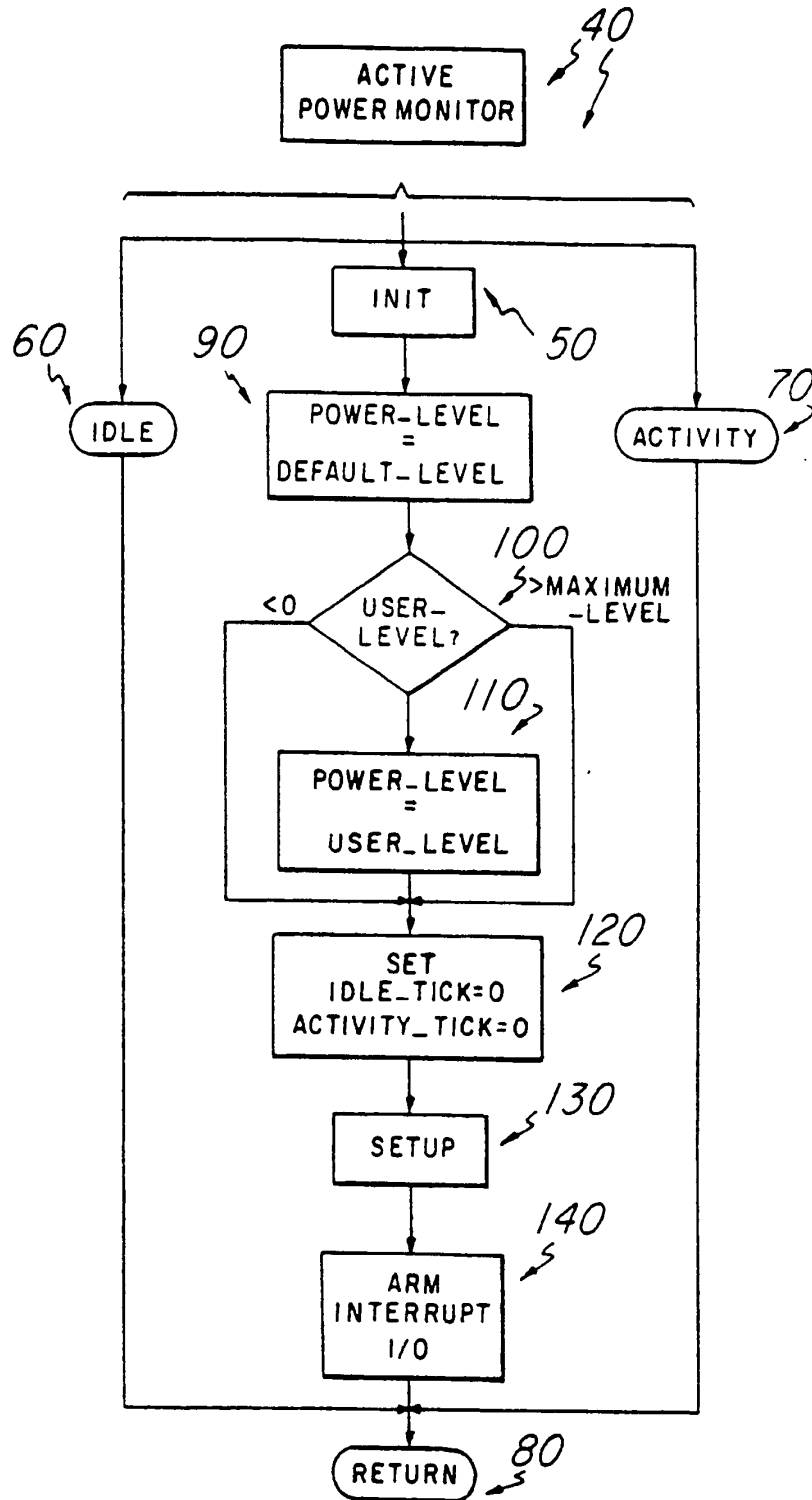 40
ACTIVE
POWER MONITOR
INIT
50
60
90
70
IDLE
POWER_LEVEL
=
DEFAULT_LEVEL
ACTIVITY
100
<0
USER-
LEVEL?
>MAXIMUM
-LEVEL
110
POWER_LEVEL
=
USER_LEVEL
120
SET
IDLE_TICK=0
ACTIVITY_TICK=0
130
SETUP
140
ARM
INTERRUPT
I/O
RETURN
80